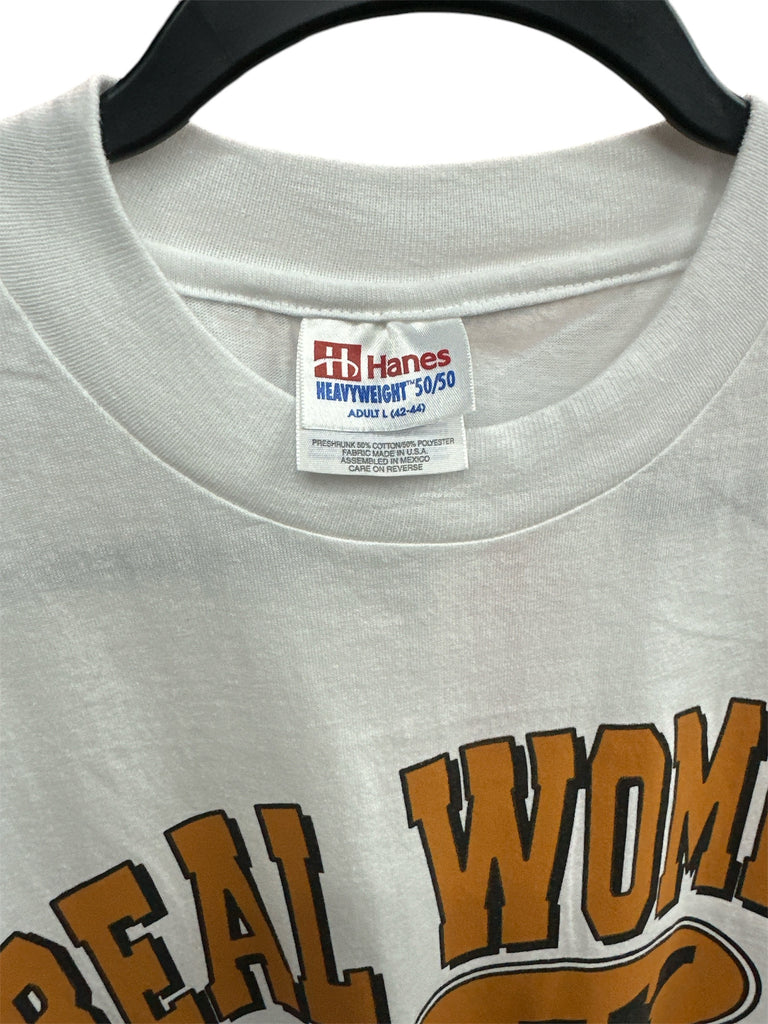 Hanes
HEAVYWEIGHT™ 50/50
ADULT L (42-44)
PRESHRUNK 50% COTTON/50% POLYESTER
FABRIC MADE IN U.S.A.
ASSEMBLED IN MEXICO
CARE ON REVERSE
REAL WOM